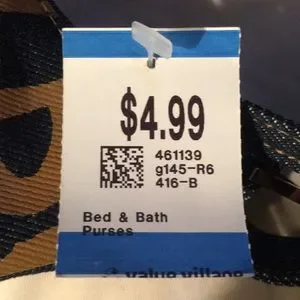 $4.99
461139
g145-R6
416-B
Bed & Bath
Purses
value village